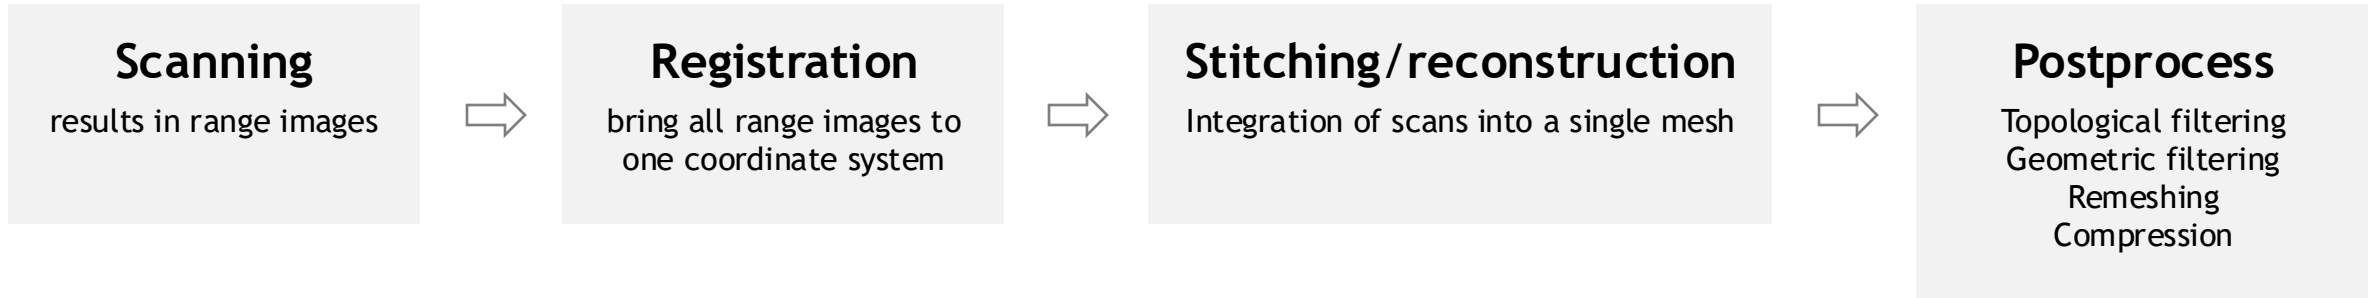 Scanning
results in range images
Registration
bring all range images to
one coordinate system
Stitching/reconstruction
Integration of scans into a single mesh
Postprocess
Topological filtering
Geometric filtering
Remeshing
Compression